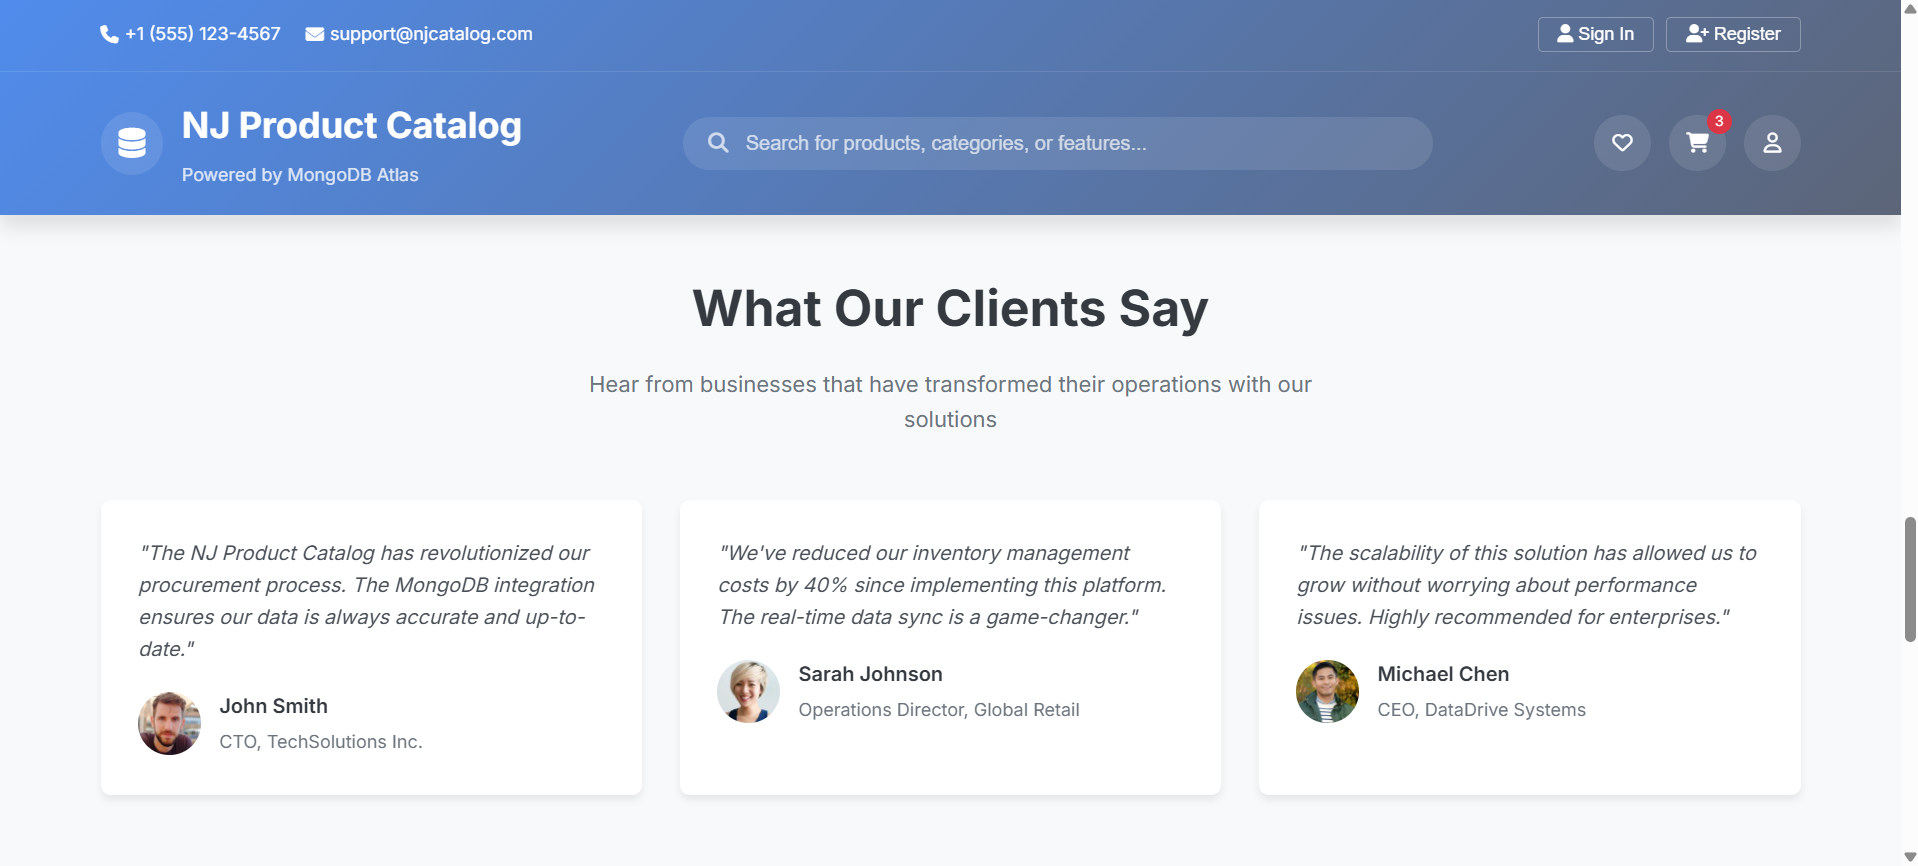 +1 (555) 123-4567
support@njcatalog.com
Sign In
Register
NJ Product Catalog
Powered by MongoDB Atlas
Search for products, categories, or features...
3
What Our Clients Say
Hear from businesses that have transformed their operations with our
solutions
"The NJ Product Catalog has revolutionized our
procurement process. The MongoDB integration
ensures our data is always accurate and up-to-
date."
John Smith
CTO, TechSolutions Inc.
"We've reduced our inventory management
costs by 40% since implementing this platform.
The real-time data sync is a game-changer."
Sarah Johnson
Operations Director, Global Retail
"The scalability of this solution has allowed us to
grow without worrying about performance
issues. Highly recommended for enterprises."
Michael Chen
CEO, DataDrive Systems